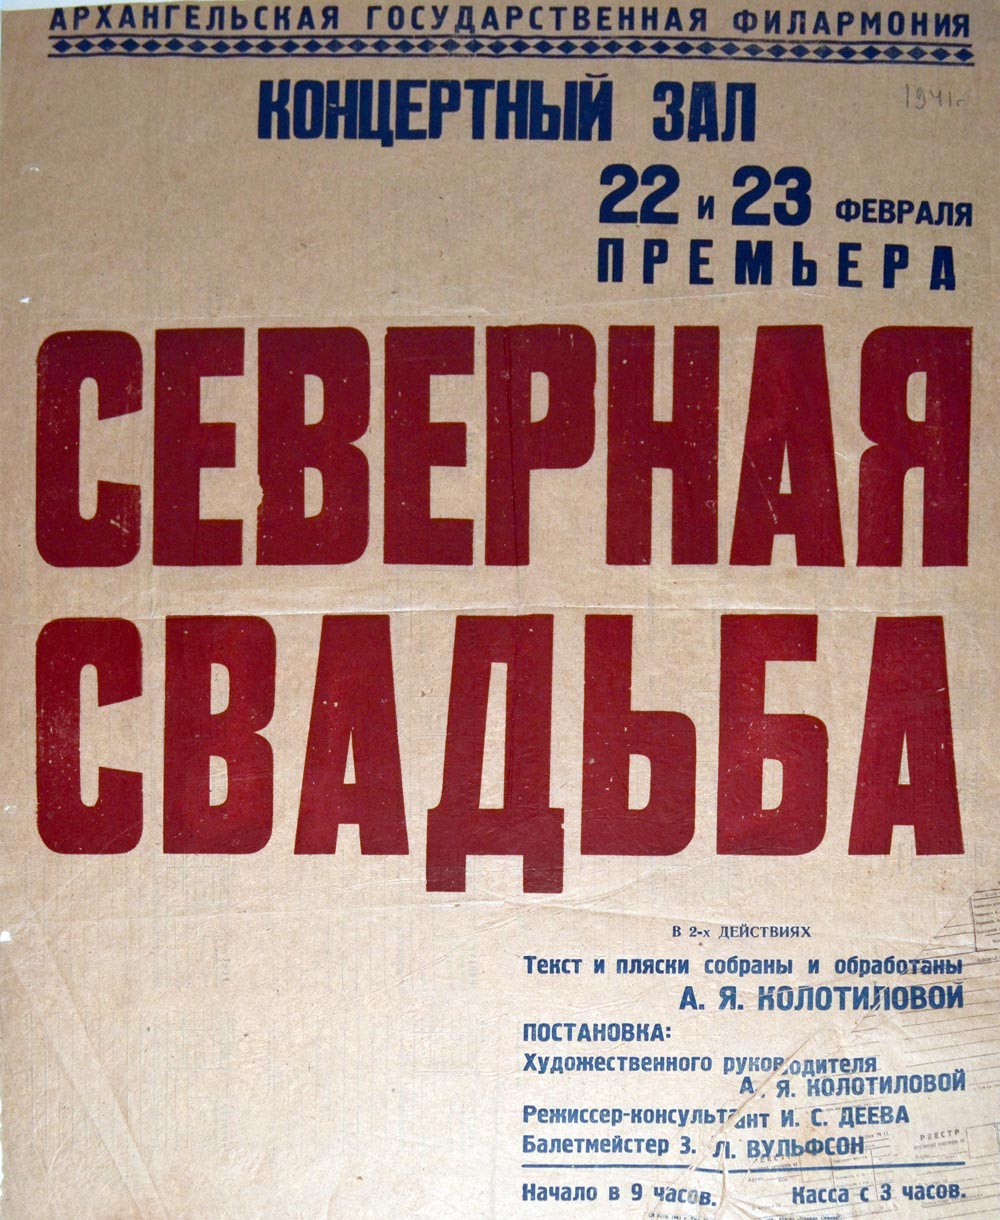 АРХАНГЕЛЬСКАЯ ГОСУДАРСТВЕННАЯ ФИЛАРМОНИЯ
КОНЦЕРТНЫЙ ЗАЛ
1941г
22 и 23 ФЕВРАЛЯ
ПРЕМЬЕРА
СЕВЕРНАЯ
СВАДЬБА
В 2-х ДЕЙСТВИЯХ
Текст и пляски собраны и обработаны
А. Я. КОЛОТИЛОВОЙ
ПОСТАНОВКА:
Художественного руководителя
А. Я. КОЛОТИЛОВОЙ
Режиссер-консультант И. С. ДЕЕВА
Балетмейстер З. Л. ВУЛЬФСОН
РЕЕСТР
Начало в 9 часов. Касса с 3 часов.